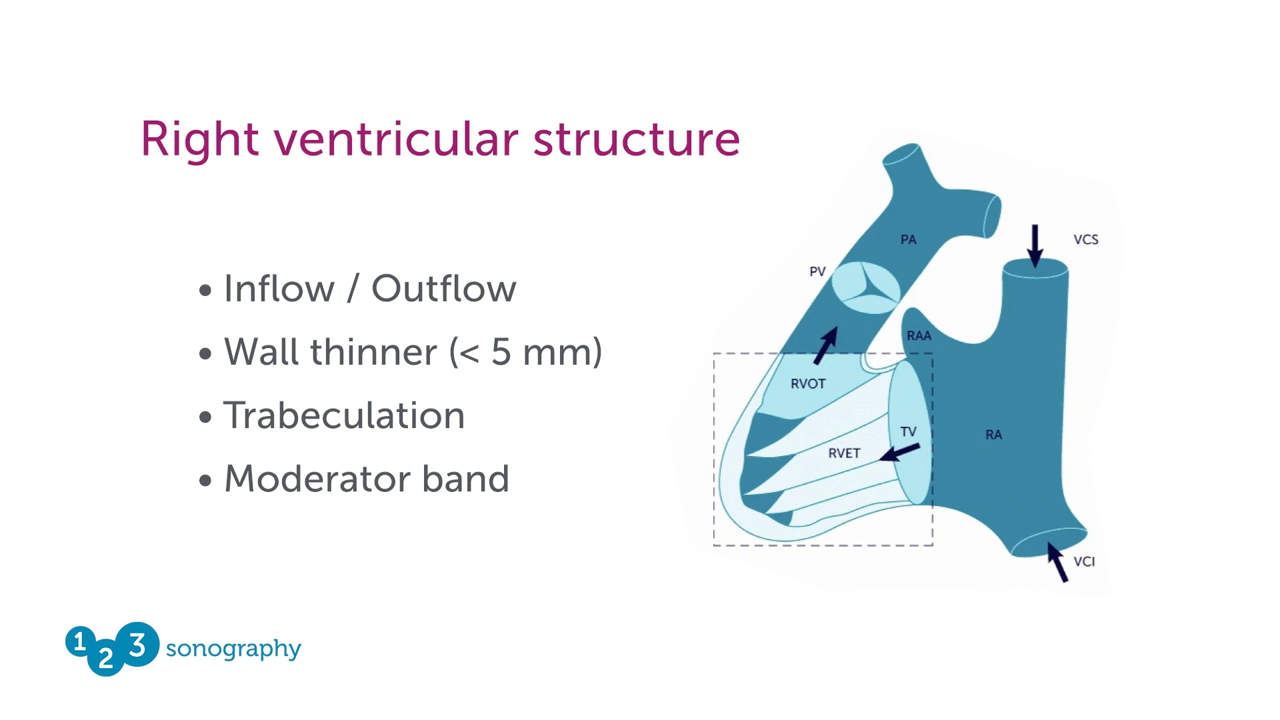 Right ventricular structure
• Inflow / Outflow
• Wall thinner (< 5 mm)
• Trabeculation
• Moderator band
PA
VCS
PV
RAA
RVOT
TV
RA
RVET
VCI
1 2 3 sonography